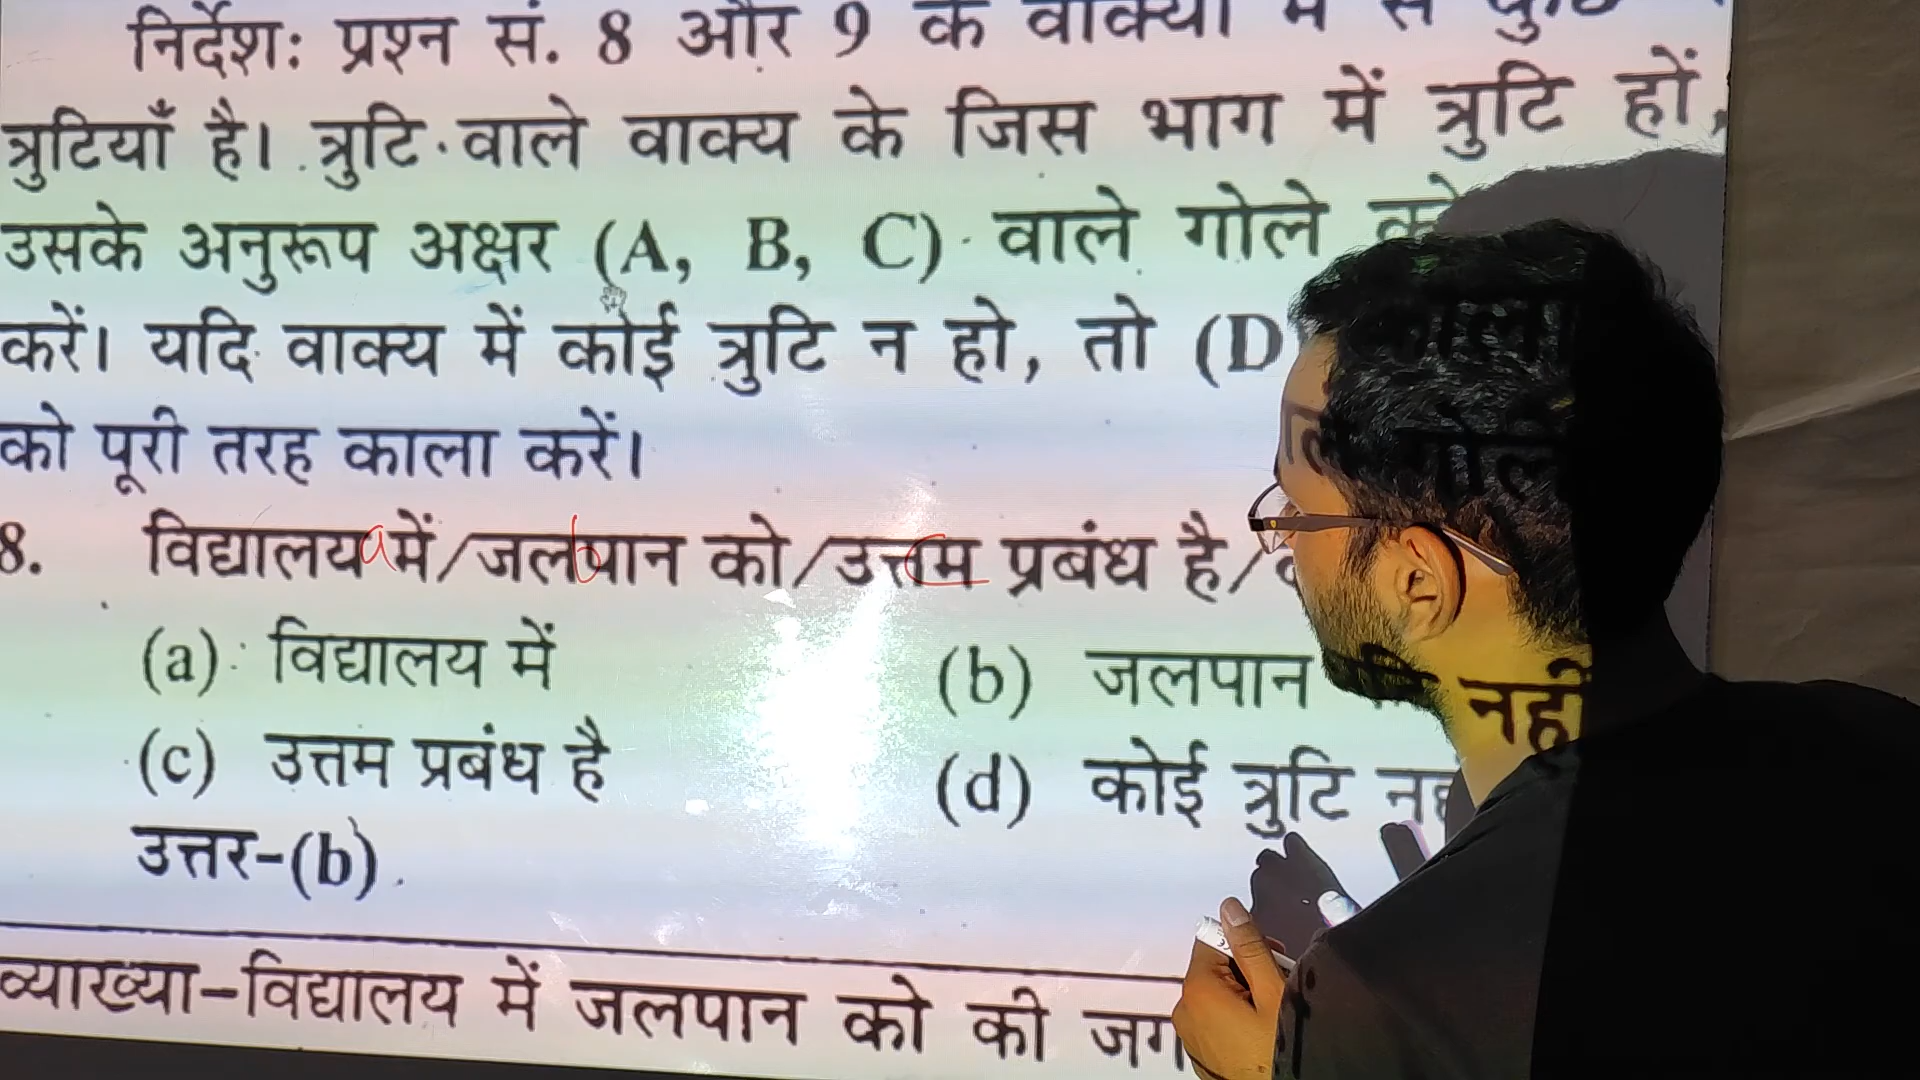 निर्देशः प्रश्न सं. 8 और 9 के वाक्यों में से कुछ
त्रुटियाँ है। त्रुटि वाले वाक्य के जिस भाग में त्रुटि हों,
उसके अनुरूप अक्षर (A, B, C) वाले गोले को
करें। यदि वाक्य में कोई त्रुटि न हो, तो (D
को पूरी तरह काला करें।
8. विद्यालय में/जलपान को/उत्तम प्रबंध है/
a b c
(a) विद्यालय में (b) जलपान
(c) उत्तम प्रबंध है (d) कोई त्रुटि नहीं
उत्तर-(b)
व्याख्या-विद्यालय में जलपान को की